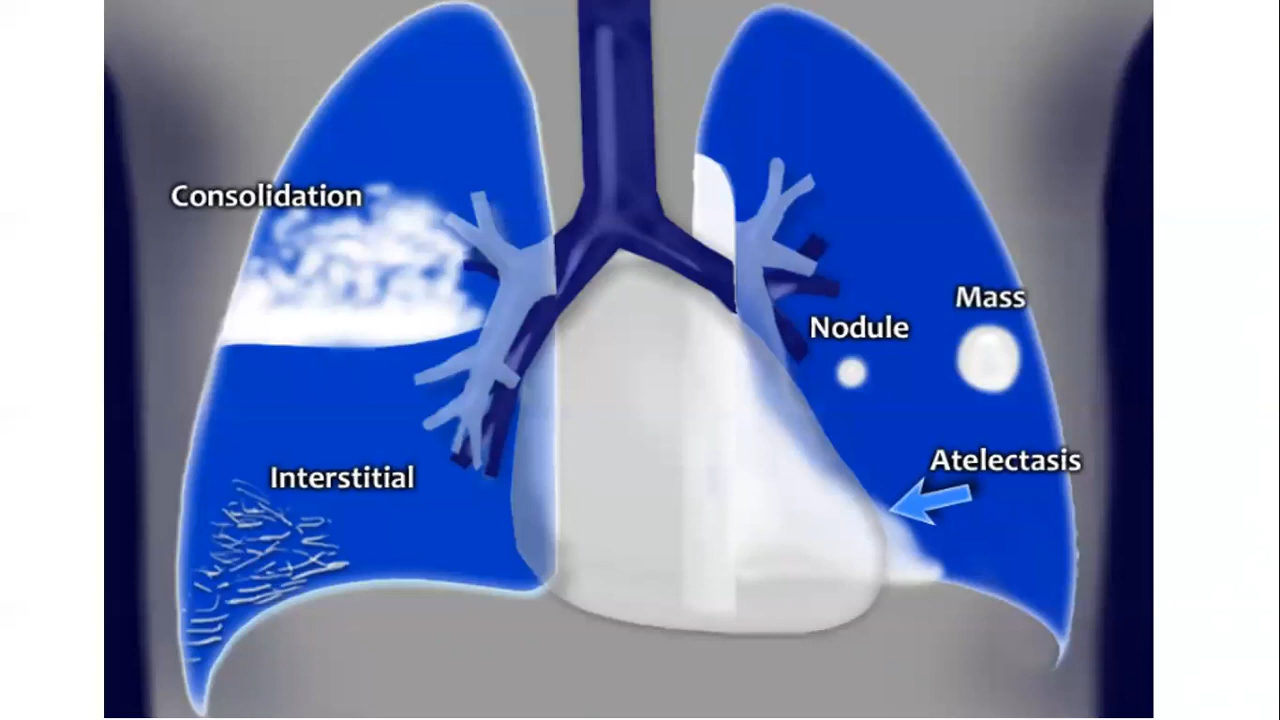 Consolidation
Mass
Nodule
Atelectasis
Interstitial